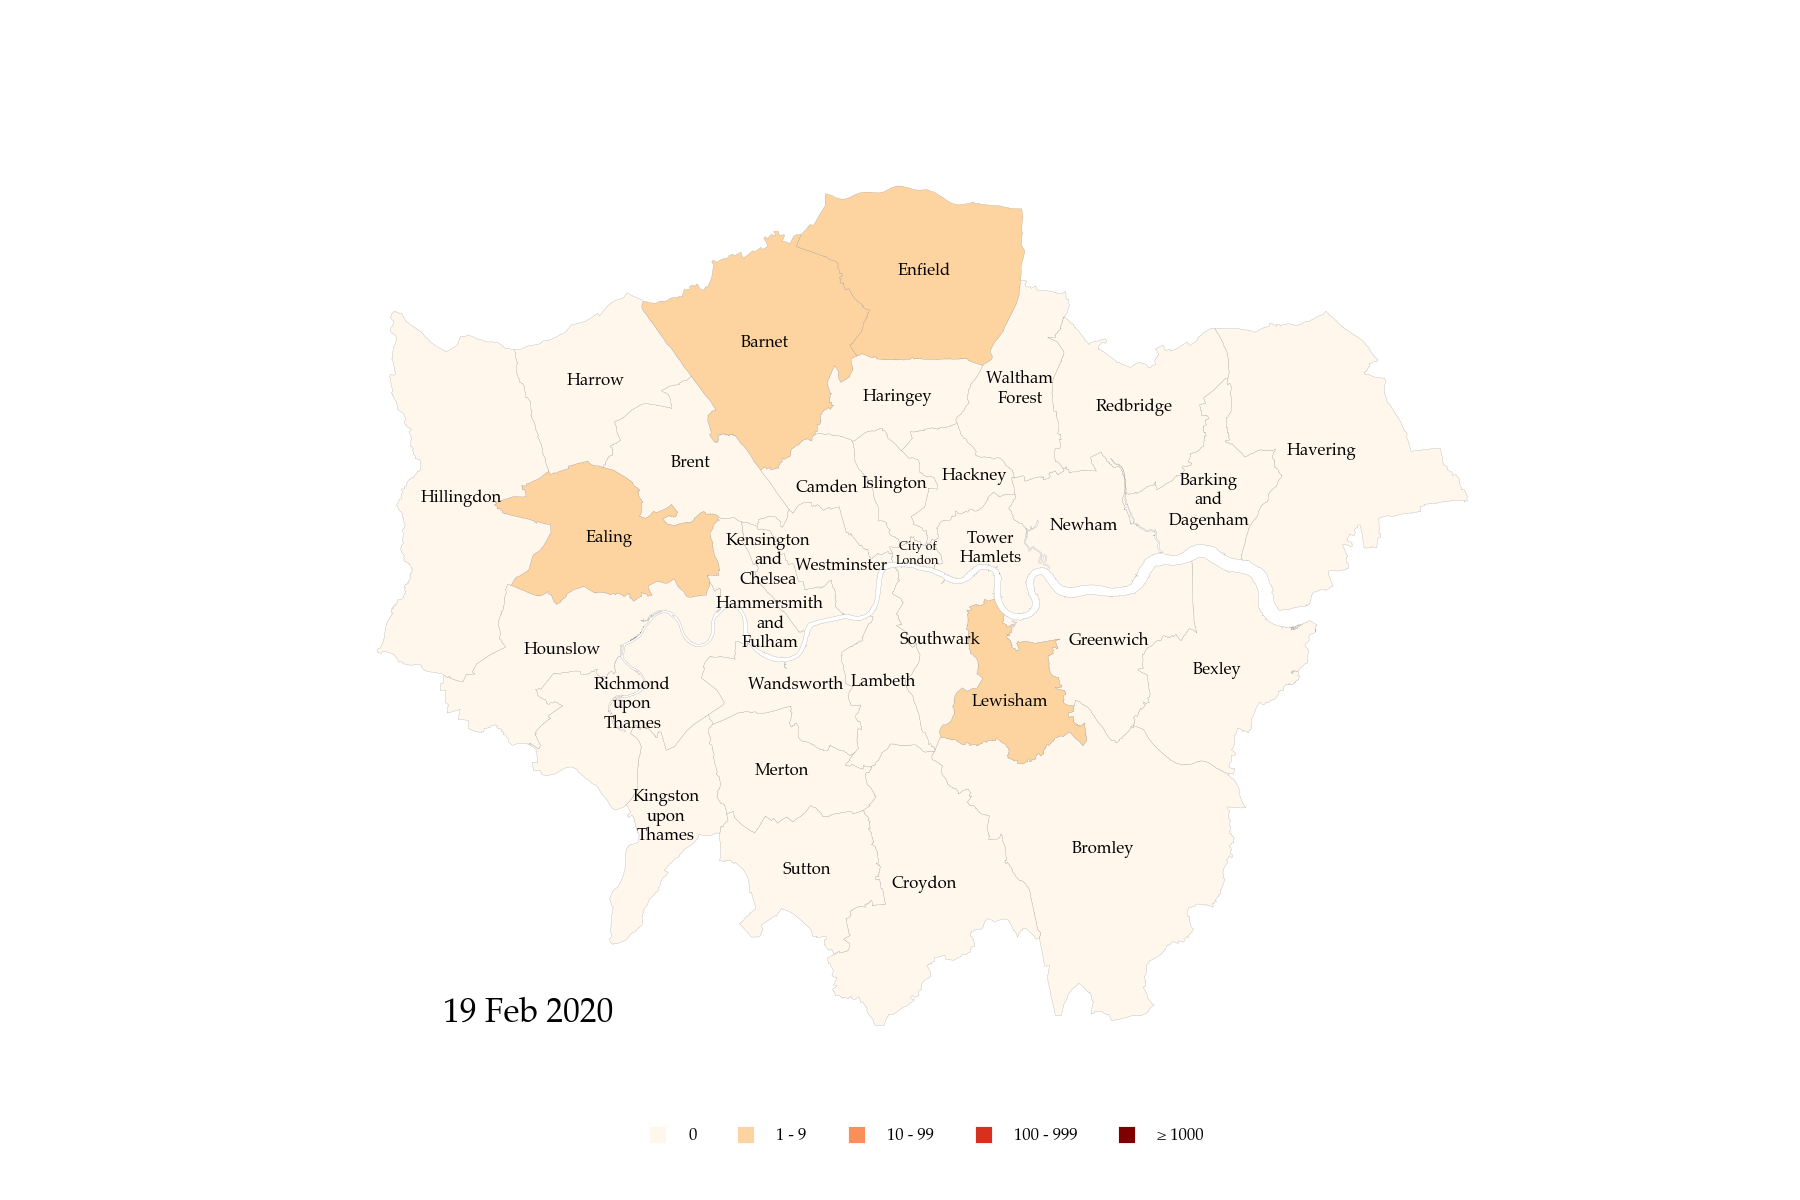 Enfield
Barnet
Harrow
Haringey
Waltham
Forest
Redbridge
Havering
Brent
Hillingdon
Camden
Islington
Hackney
Barking
and
Dagenham
Ealing
Kensington
and
Chelsea
Westminster
City of
London
Tower
Hamlets
Newham
Hammersmith
and
Fulham
Hounslow
Southwark
Greenwich
Bexley
Richmond
upon
Thames
Wandsworth
Lambeth
Lewisham
Merton
Kingston
upon
Thames
Bromley
Sutton
Croydon
19 Feb 2020
0 1 - 9 10 - 99 100 - 999 ≥ 1000